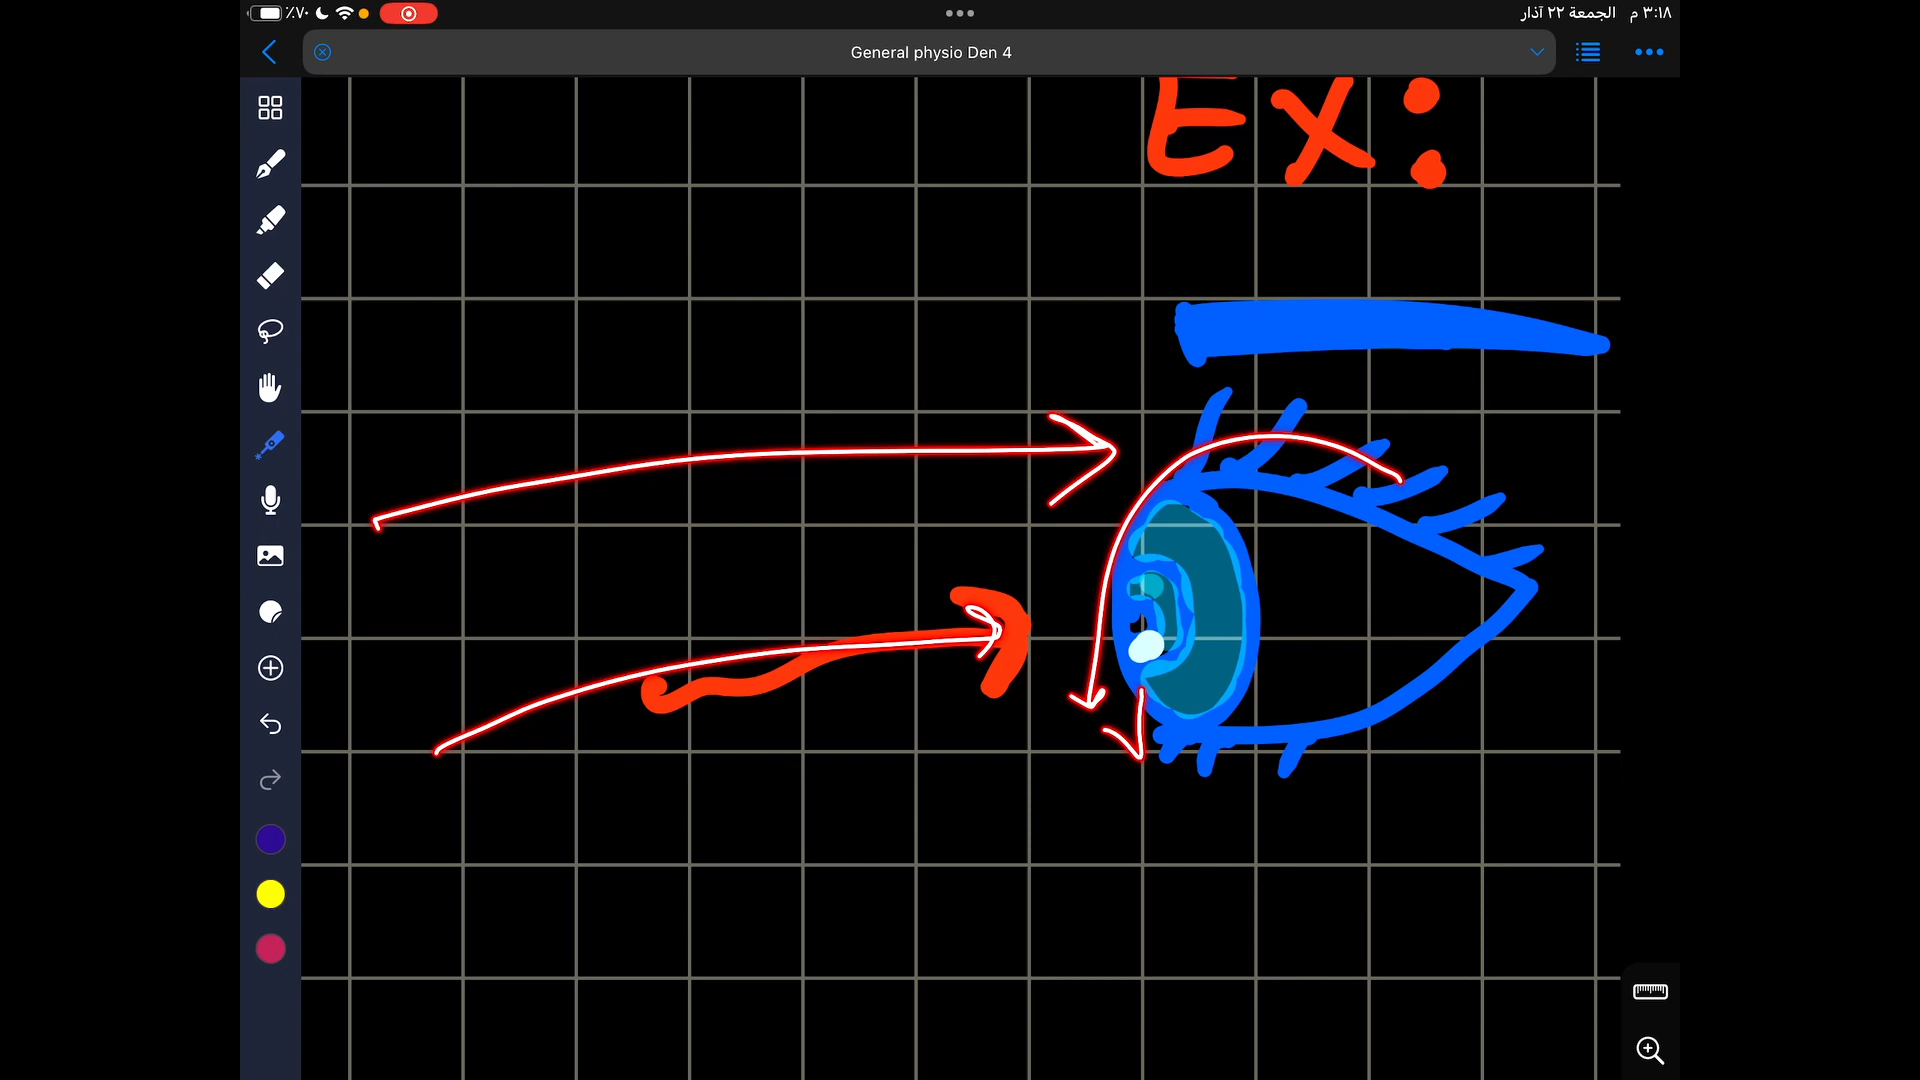 ٪٧٠
الجمعة ٢٢ آذار ٣:١٨ م
General physio Den 4
Ex: